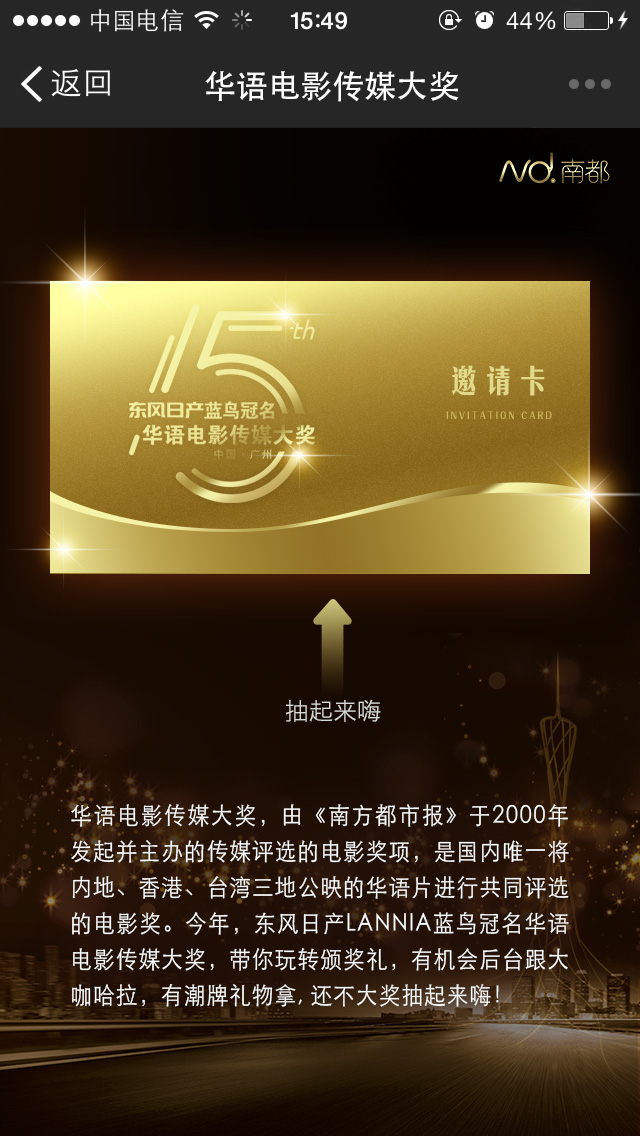 中国电信 15:49 44%
返回 华语电影传媒大奖
Nd.南都
15th
东风日产蓝鸟冠名
华语电影传媒大奖
中国·广州
邀请卡
INVITATION CARD
抽起来嗨
华语电影传媒大奖，由《南方都市报》于2000年
发起并主办的传媒评选的电影奖项，是国内唯一将
内地、香港、台湾三地公映的华语片进行共同评选
的电影奖。今年，东风日产LANNIA蓝鸟冠名华语
电影传媒大奖，带你玩转颁奖礼，有机会后台跟大
咖哈拉，有潮牌礼物拿,还不大奖抽起来嗨!